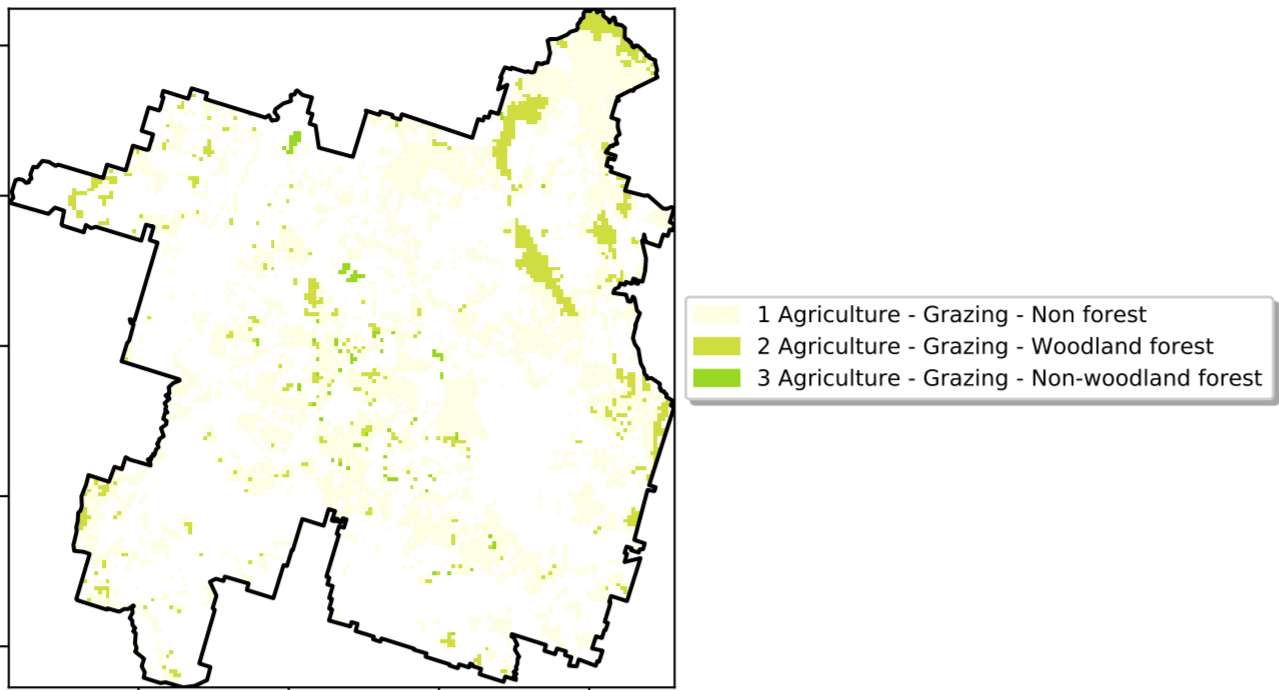 1 Agriculture - Grazing - Non forest
2 Agriculture - Grazing - Woodland forest
3 Agriculture - Grazing - Non-woodland forest